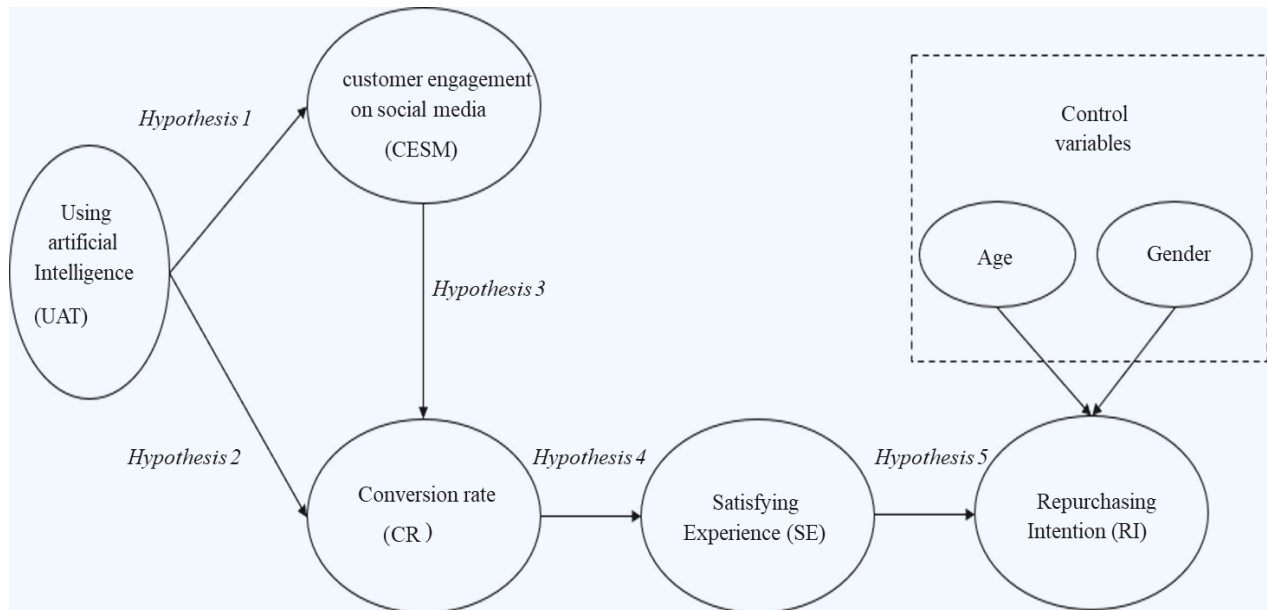 customer engagement
on social media
(CESM)
Hypothesis 1
Control
variables
Using
artificial
Intelligence
(UAT)
Age
Gender
Hypothesis 3
Hypothesis 2
Hypothesis 4
Hypothesis 5
Conversion rate
(CR)
Satisfying
Experience (SE)
Repurchasing
Intention (RI)